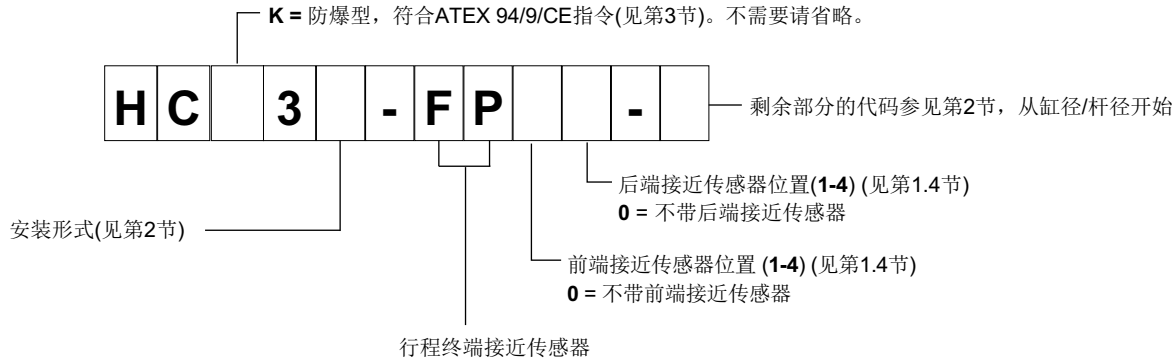 K = 防爆型，符合ATEX 94/9/CE指令(见第3节)。不需要请省略。
H C 3 - F P -
剩余部分的代码参见第2节，从缸径/杆径开始
后端接近传感器位置(1-4) (见第1.4节)
0 = 不带后端接近传感器
安装形式(见第2节)
前端接近传感器位置 (1-4) (见第1.4节)
0 = 不带前端接近传感器
行程终端接近传感器